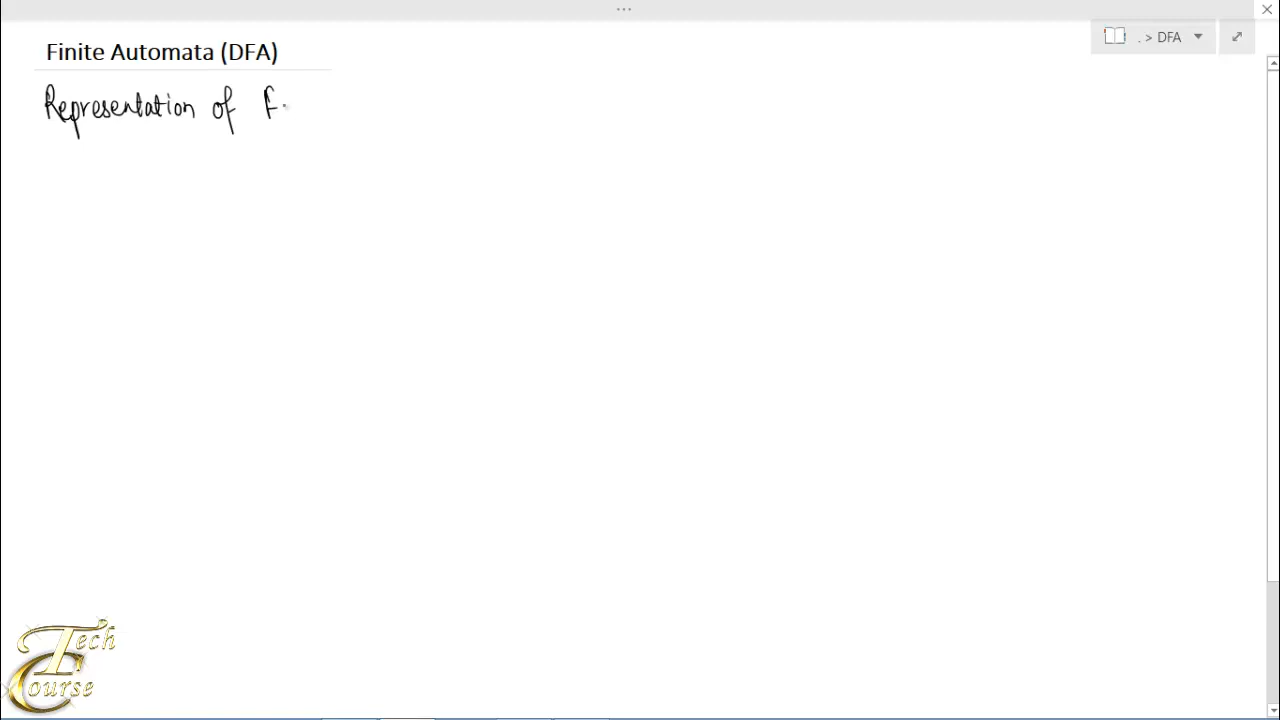 . > DFA
Finite Automata (DFA)
Representation of F.
Tech
Course